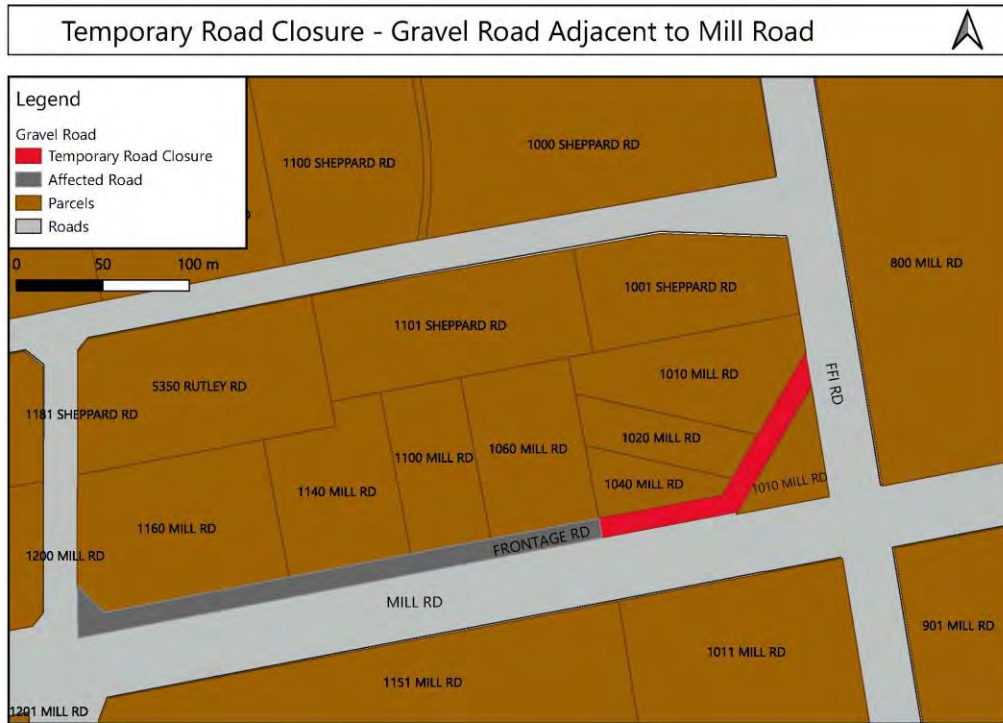 Temporary Road Closure - Gravel Road Adjacent to Mill Road
Legend
Gravel Road
Temporary Road Closure
Affected Road
Parcels
Roads
0 50 100 m
1100 SHEPPARD RD
1000 SHEPPARD RD
800 MILL RD
1001 SHEPPARD RD
1101 SHEPPARD RD
5350 RUTLEY RD
1181 SHEPPARD RD
1010 MILL RD
FFI RD
1020 MILL RD
1100 MILL RD
1060 MILL RD
1040 MILL RD
1010 MILL RD
1140 MILL RD
1160 MILL RD
1200 MILL RD
FRONTAGE RD
MILL RD
901 MILL RD
1011 MILL RD
1151 MILL RD
1201 MILL RD